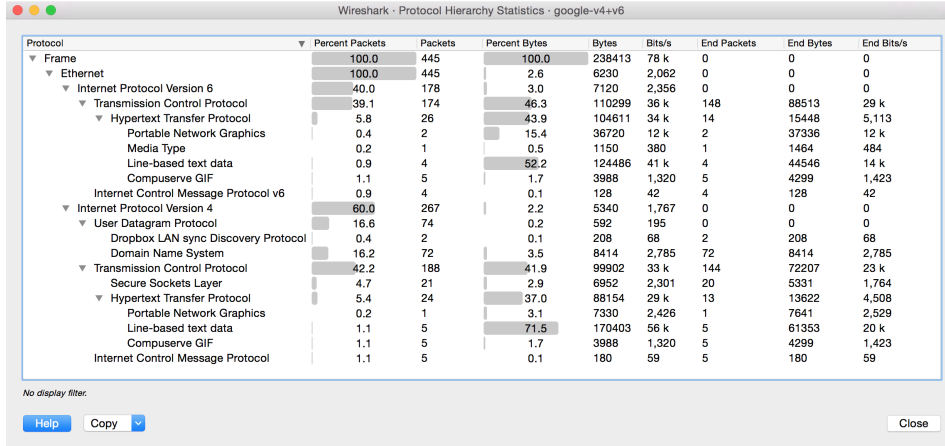 Wireshark · Protocol Hierarchy Statistics · google-v4+v6
Protocol Percent Packets Packets Percent Bytes Bytes Bits/s End Packets End Bytes End Bits/s
Frame 100.0 445 100.0 238413 78 k 0 0 0
Ethernet 100.0 445 2.6 6230 2,062 0 0 0
Internet Protocol Version 6 40.0 178 3.0 7120 2,356 0 0 0
Transmission Control Protocol 39.1 174 46.3 110299 36 k 148 88513 29 k
Hypertext Transfer Protocol 5.8 26 43.9 104611 34 k 14 15448 5,113
Portable Network Graphics 0.4 2 15.4 36720 12 k 2 37336 12 k
Media Type 0.2 1 0.5 1150 380 1 1464 484
Line-based text data 0.9 4 52.2 124486 41 k 4 44546 14 k
Compuserve GIF 1.1 5 1.7 3988 1,320 5 4299 1,423
Internet Control Message Protocol v6 0.9 4 0.1 128 42 4 128 42
Internet Protocol Version 4 60.0 267 2.2 5340 1,767 0 0 0
User Datagram Protocol 16.6 74 0.2 592 195 0 0 0
Dropbox LAN sync Discovery Protocol 0.4 2 0.1 208 68 2 208 68
Domain Name System 16.2 72 3.5 8414 2,785 72 8414 2,785
Transmission Control Protocol 42.2 188 41.9 99902 33 k 144 72207 23 k
Secure Sockets Layer 4.7 21 2.9 6952 2,301 20 5331 1,764
Hypertext Transfer Protocol 5.4 24 37.0 88154 29 k 13 13622 4,508
Portable Network Graphics 0.2 1 3.1 7330 2,426 1 7641 2,529
Line-based text data 1.1 5 71.5 170403 56 k 5 61353 20 k
Compuserve GIF 1.1 5 1.7 3988 1,320 5 4299 1,423
Internet Control Message Protocol 1.1 5 0.1 180 59 5 180 59
No display filter.
Help Copy Close